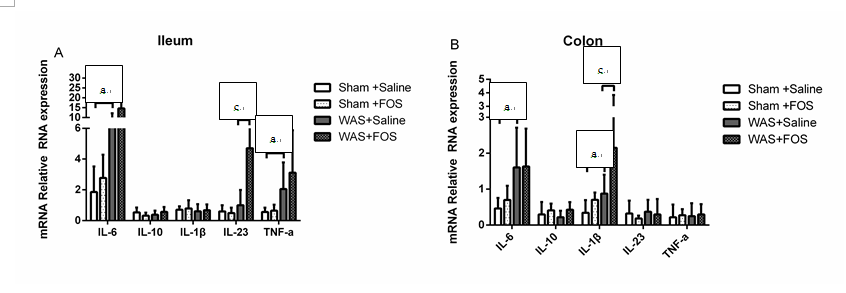 Ileum
A
mRNA Relative RNA expression
30
25
20
15
10
6
4
2
0
a
c
a
IL-6
IL-10
IL-1β
IL-23
TNF-a
Sham +Saline
Sham +FOS
WAS+Saline
WAS+FOS
Colon
B
mRNA Relative RNA expression
5
4
3
2
1
0
a
c
a
IL-6
IL-10
IL-1β
IL-23
TNF-a
Sham +Saline
Sham +FOS
WAS+Saline
WAS+FOS